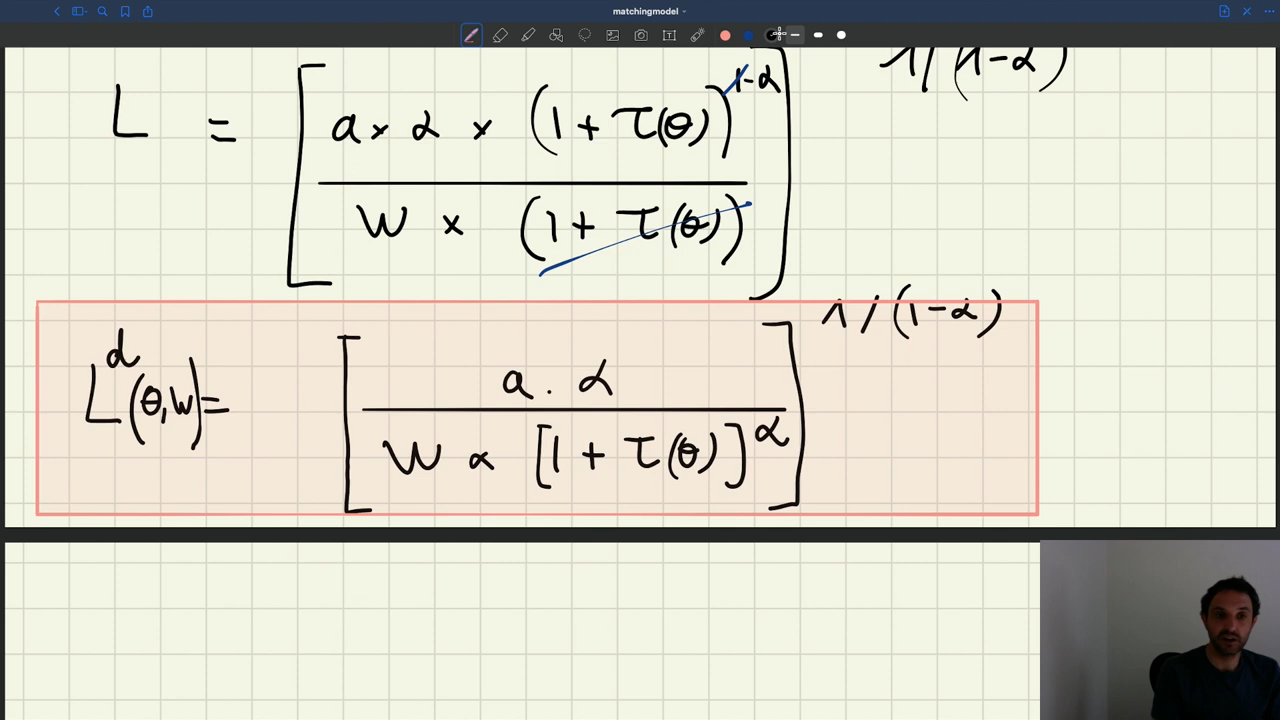 matchingmodel
1/(1-α)
L = [ a × α × (1 + τ(θ))^1-α / W × (1 + τ(θ)) ]
L^d (θ, W) = [ a . α / W × [1 + τ(θ)]^α ]^1/(1-α)